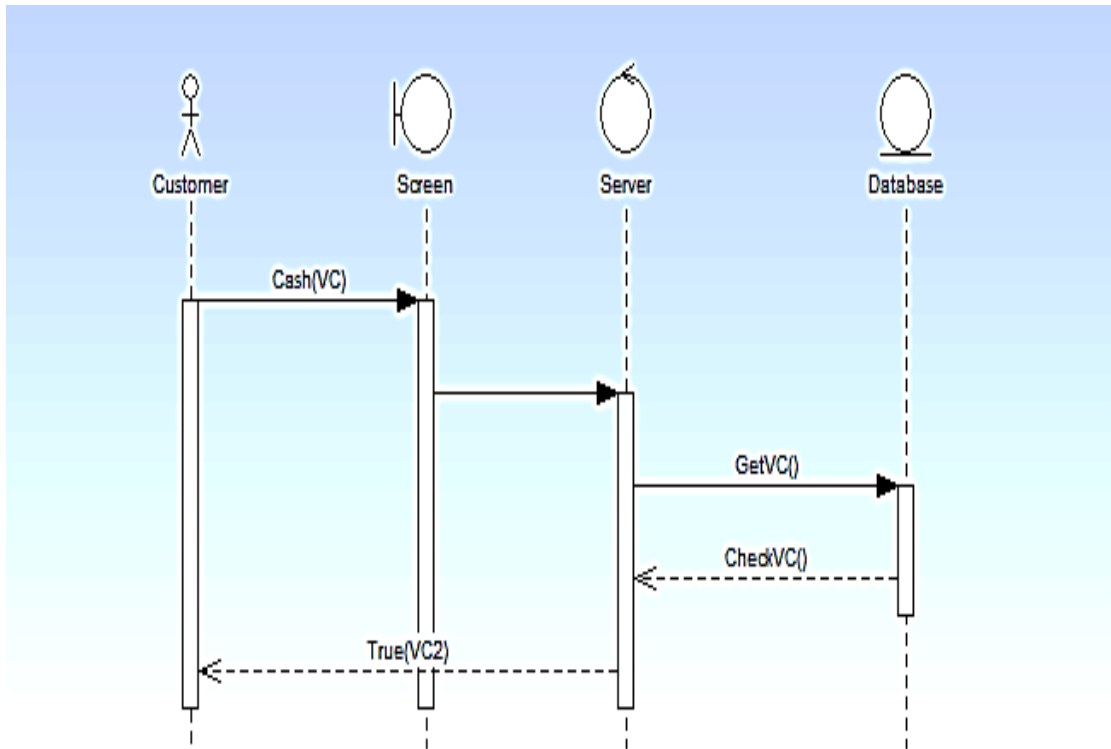 Customer
Screen
Server
Database
Cash(VC)
GetVC()
CheckVC()
True(VC2)